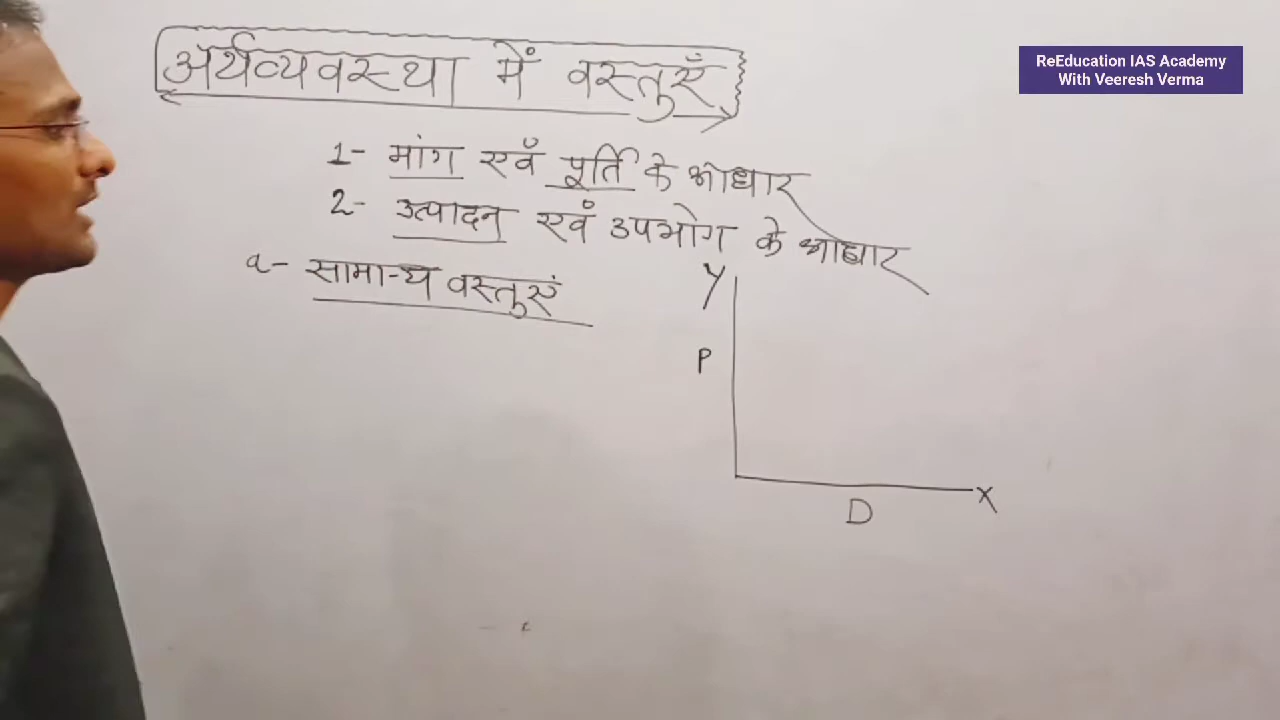 ReEducation IAS Academy
With Veeresh Verma
अर्थव्यवस्था में वस्तुएँ
1- मांग एवं पूर्ति के आधार
2- उत्पादन एवं उपभोग के आधार
a- सामान्य वस्तुएं
Y
P
X
D